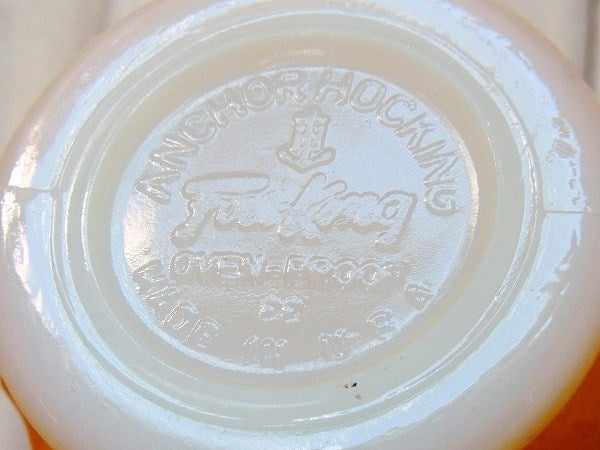 ANCHOR HOCKING
Fire-King
OVEN-PROOF
MADE IN U.S.A